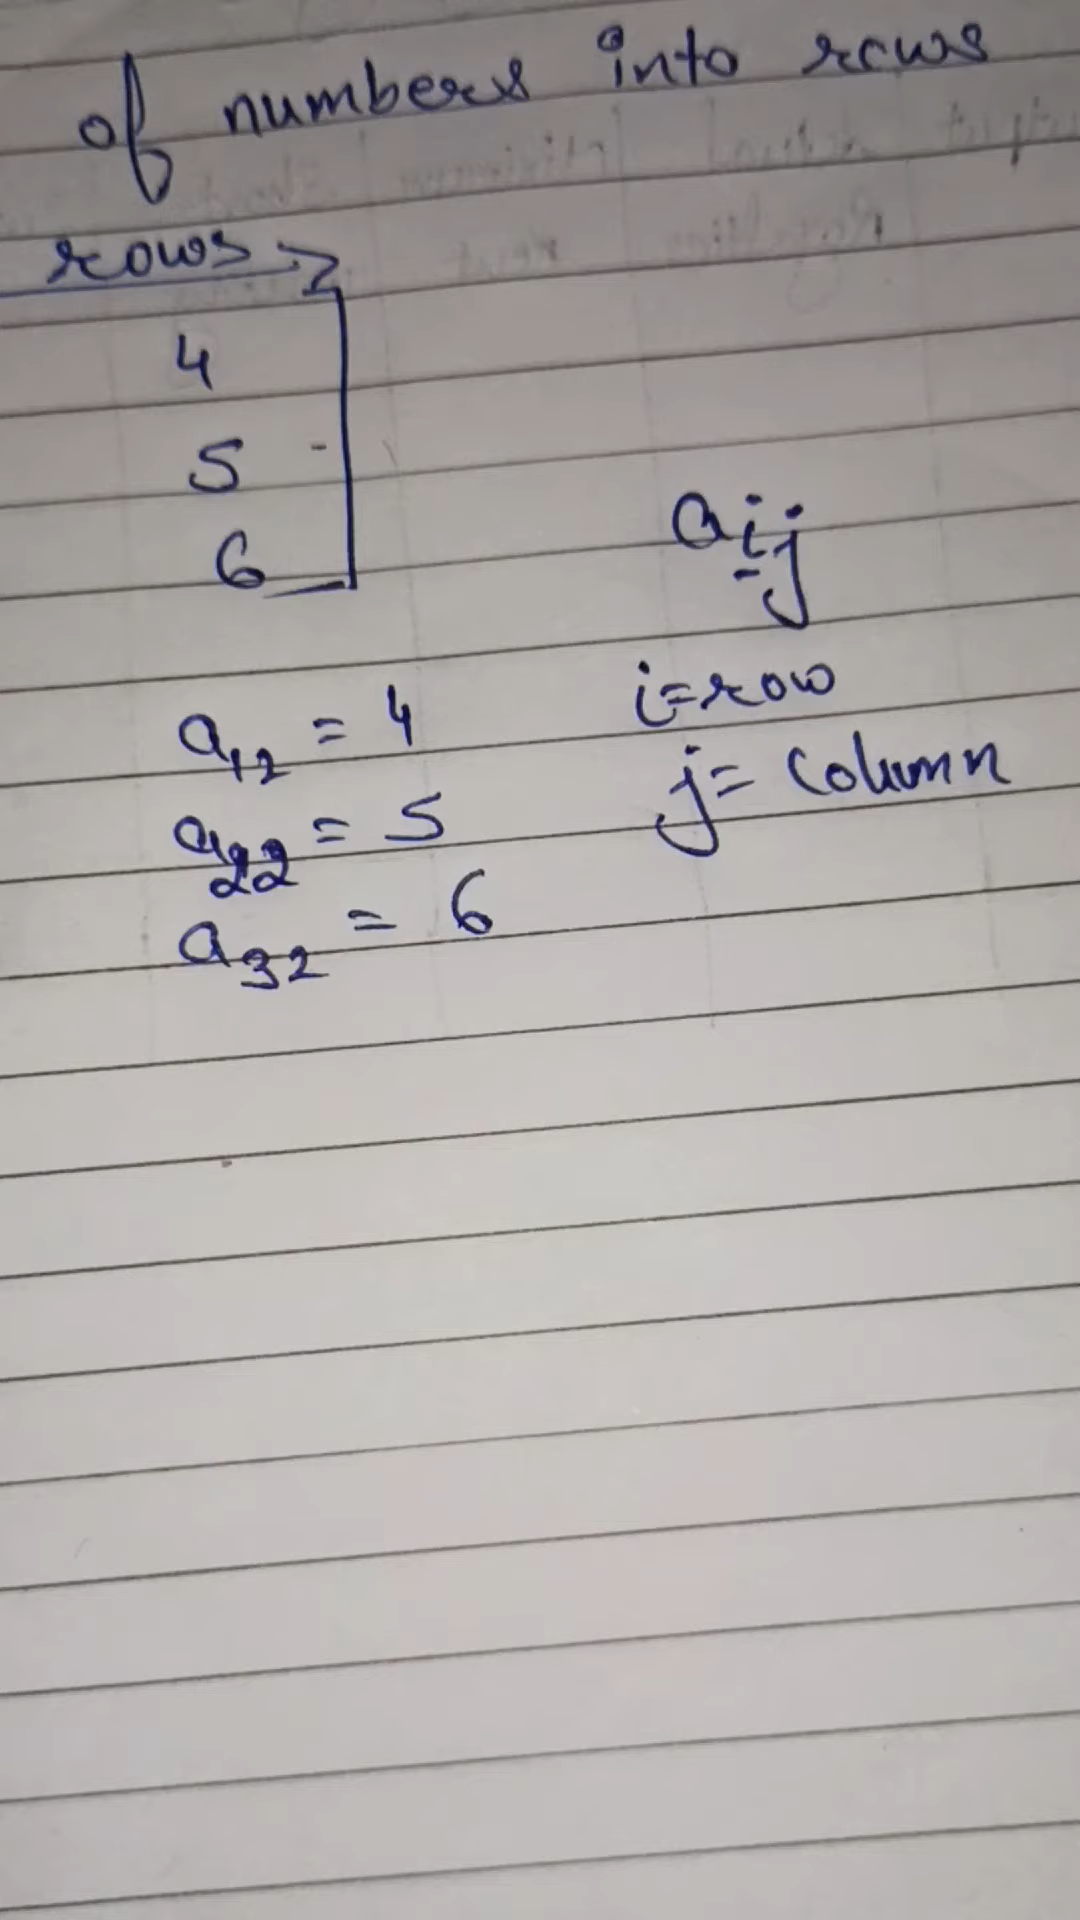 of numbers into rows
rows →
4
5
6
aij
a12 = 4
a22 = 5
a32 = 6
i=row
j= column